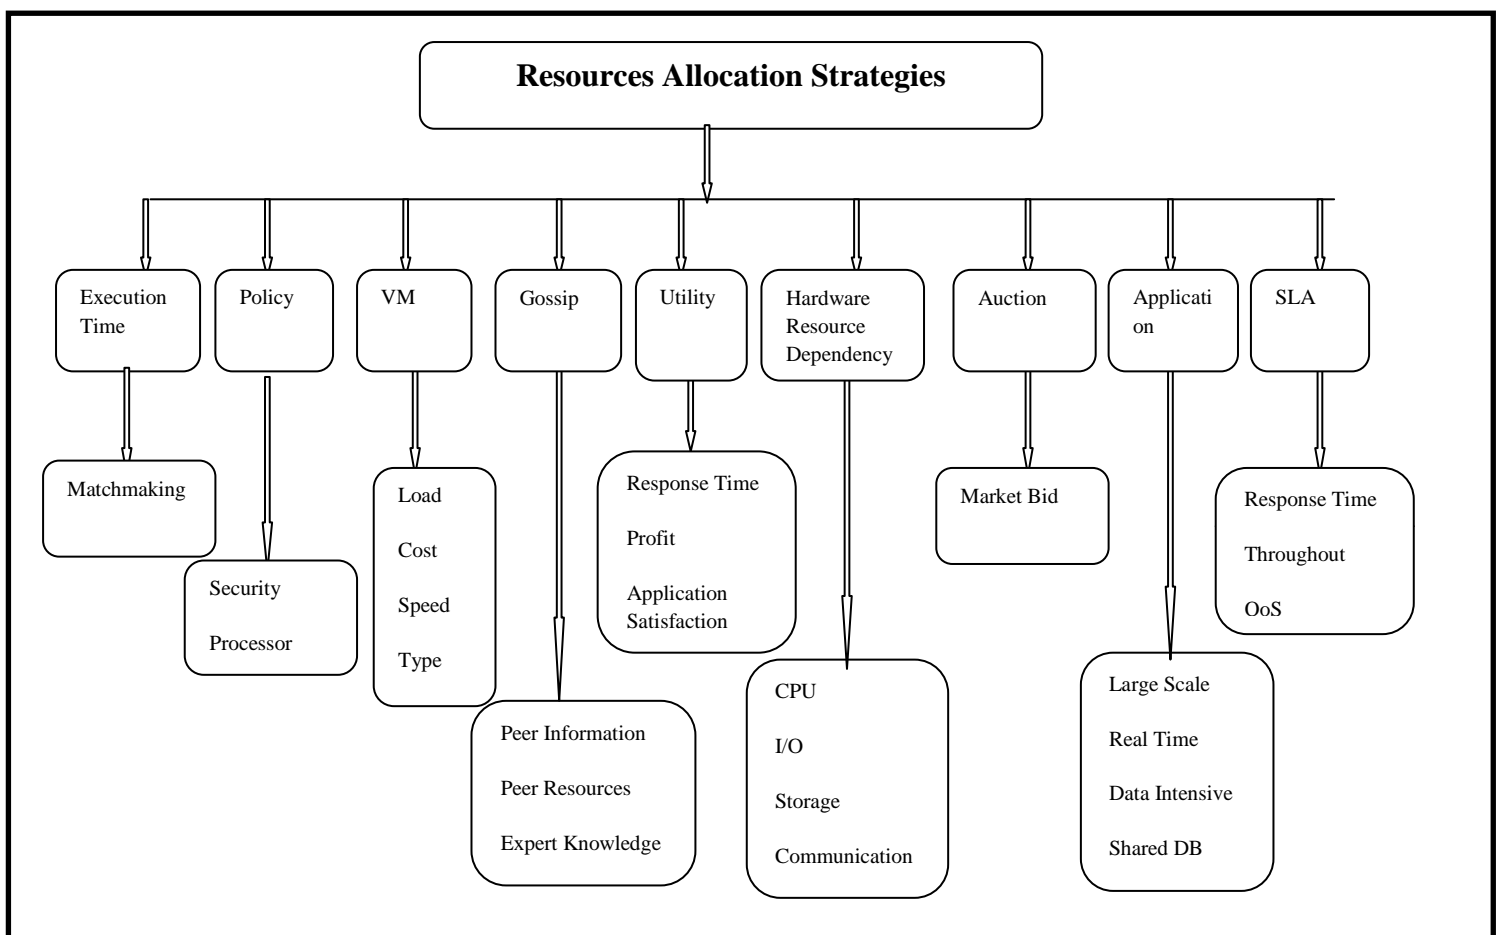 Resources Allocation Strategies
Execution
Time
Policy
VM
Gossip
Utility
Hardware
Resource
Dependency
Auction
Applicati
on
SLA
Matchmaking
Security
Processor
Load
Cost
Speed
Type
Peer Information
Peer Resources
Expert Knowledge
Response Time
Profit
Application
Satisfaction
CPU
I/O
Storage
Communication
Market Bid
Large Scale
Real Time
Data Intensive
Shared DB
Response Time
Throughout
OoS